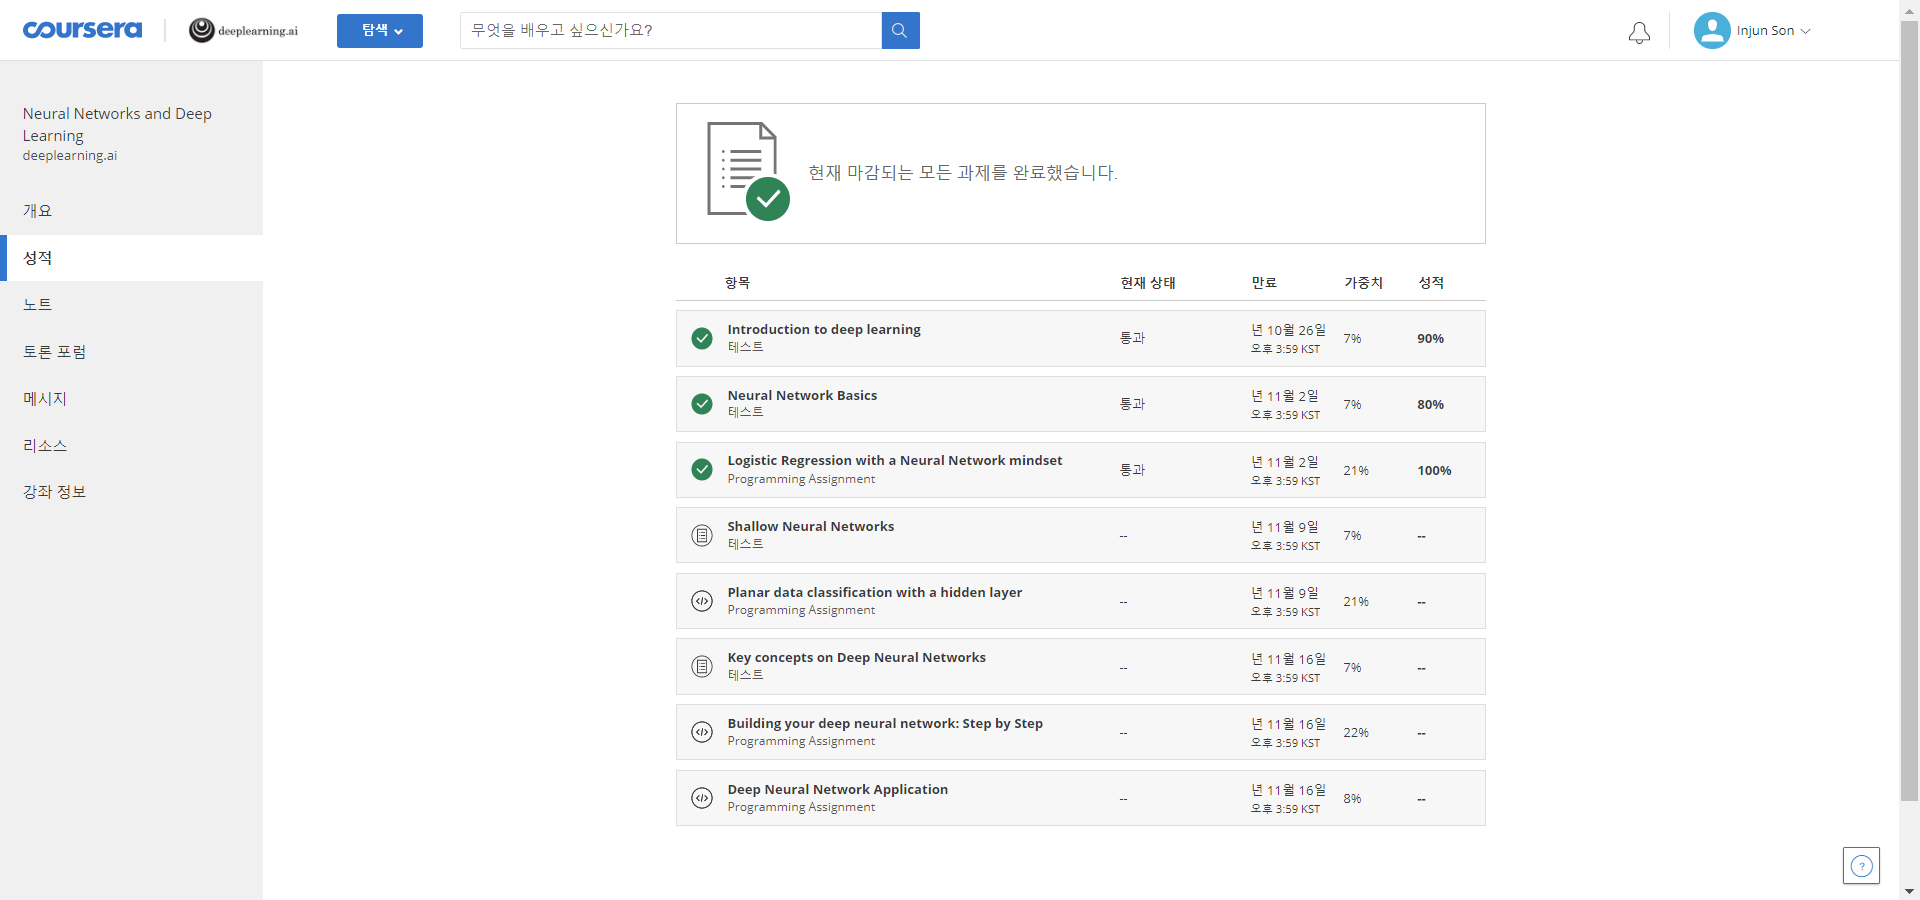 coursera
deeplearning.ai
탐색
무엇을 배우고 싶으신가요?
Injun Son
Neural Networks and Deep
Learning
deeplearning.ai
개요
성적
노트
토론 포럼
메시지
리소스
강좌 정보
현재 마감되는 모든 과제를 완료했습니다.
항목 현재 상태 만료 가중치 성적
Introduction to deep learning
테스트
통과
년 10월 26일
오후 3:59 KST
7%
90%
Neural Network Basics
테스트
통과
년 11월 2일
오후 3:59 KST
7%
80%
Logistic Regression with a Neural Network mindset
Programming Assignment
통과
년 11월 2일
오후 3:59 KST
21%
100%
Shallow Neural Networks
테스트
--
년 11월 9일
오후 3:59 KST
7%
--
Planar data classification with a hidden layer
Programming Assignment
--
년 11월 9일
오후 3:59 KST
21%
--
Key concepts on Deep Neural Networks
테스트
--
년 11월 16일
오후 3:59 KST
7%
--
Building your deep neural network: Step by Step
Programming Assignment
--
년 11월 16일
오후 3:59 KST
22%
--
Deep Neural Network Application
Programming Assignment
--
년 11월 16일
오후 3:59 KST
8%
--
?